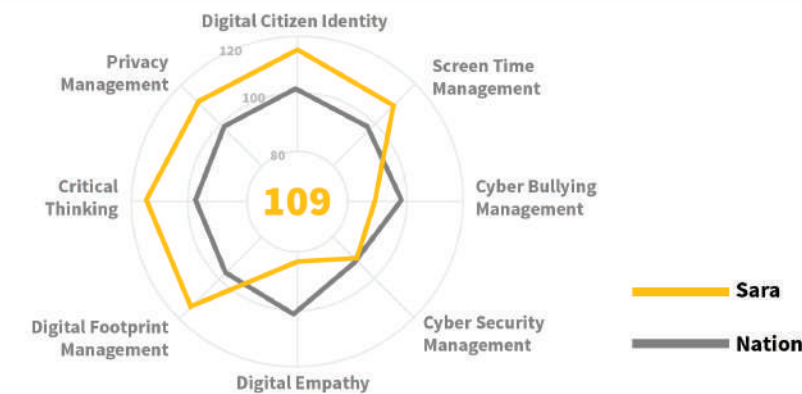 Digital Citizen Identity
120
Privacy
Management
Screen Time
Management
100
80
Critical
Thinking
109
Cyber Bullying
Management
Sara
Digital Footprint
Management
Cyber Security
Management
Nation
Digital Empathy